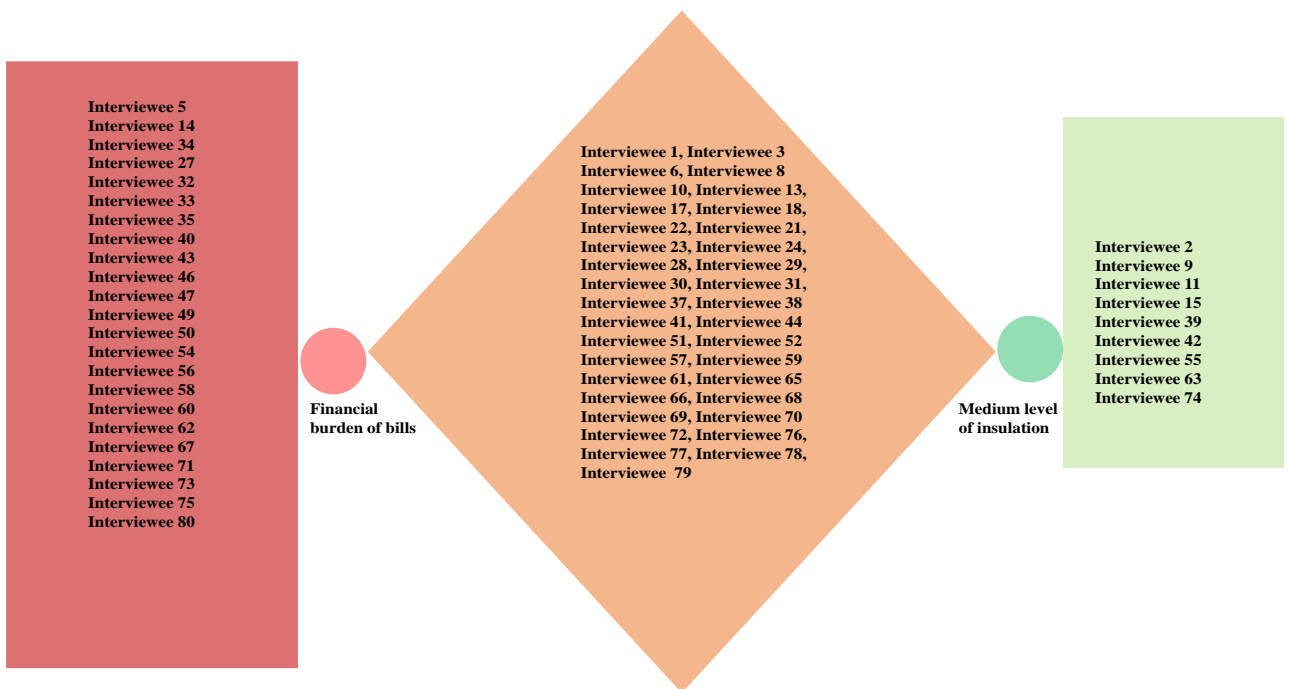 Interviewee 5
Interviewee 14
Interviewee 34
Interviewee 27
Interviewee 32
Interviewee 33
Interviewee 35
Interviewee 40
Interviewee 43
Interviewee 46
Interviewee 47
Interviewee 49
Interviewee 50
Interviewee 54
Interviewee 56
Interviewee 58
Interviewee 60
Interviewee 62
Interviewee 67
Interviewee 71
Interviewee 73
Interviewee 75
Interviewee 80
Financial
burden of bills
Interviewee 1, Interviewee 3
Interviewee 6, Interviewee 8
Interviewee 10, Interviewee 13,
Interviewee 17, Interviewee 18,
Interviewee 22, Interviewee 21,
Interviewee 23, Interviewee 24,
Interviewee 28, Interviewee 29,
Interviewee 30, Interviewee 31,
Interviewee 37, Interviewee 38
Interviewee 41, Interviewee 44
Interviewee 51, Interviewee 52
Interviewee 57, Interviewee 59
Interviewee 61, Interviewee 65
Interviewee 66, Interviewee 68
Interviewee 69, Interviewee 70
Interviewee 72, Interviewee 76,
Interviewee 77, Interviewee 78,
Interviewee 79
Medium level
of insulation
Interviewee 2
Interviewee 9
Interviewee 11
Interviewee 15
Interviewee 39
Interviewee 42
Interviewee 55
Interviewee 63
Interviewee 74